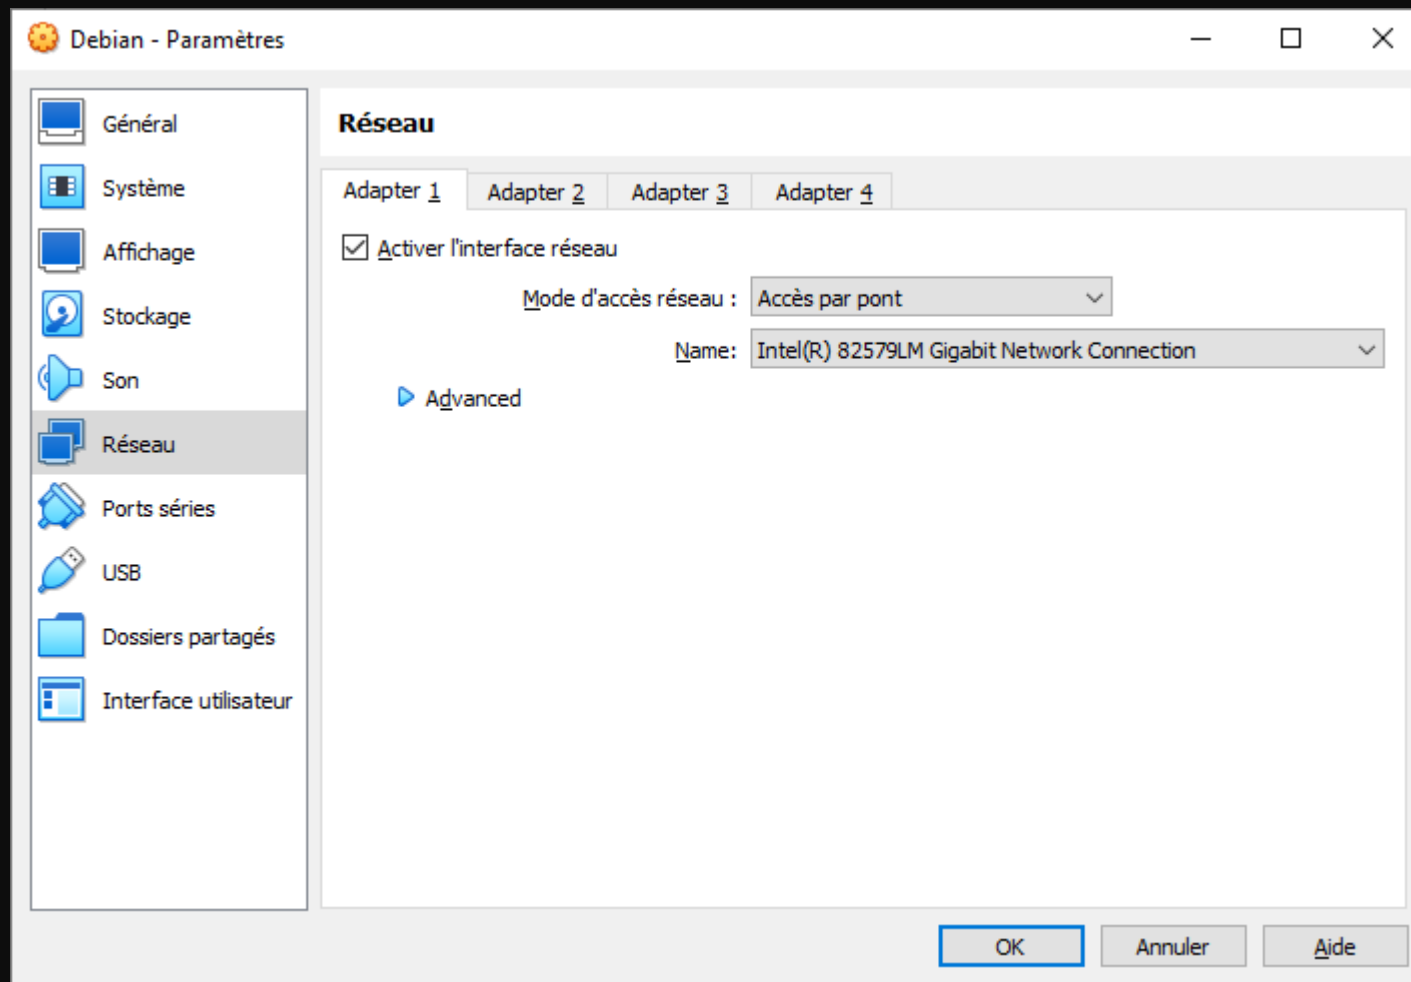 Debian - Paramètres
Général
Système
Affichage
Stockage
Son
Réseau
Ports séries
USB
Dossiers partagés
Interface utilisateur
Réseau
Adapter 1 Adapter 2 Adapter 3 Adapter 4
Activer l'interface réseau
Mode d'accès réseau : Accès par pont
Name: Intel(R) 82579LM Gigabit Network Connection
Advanced
OK Annuler Aide